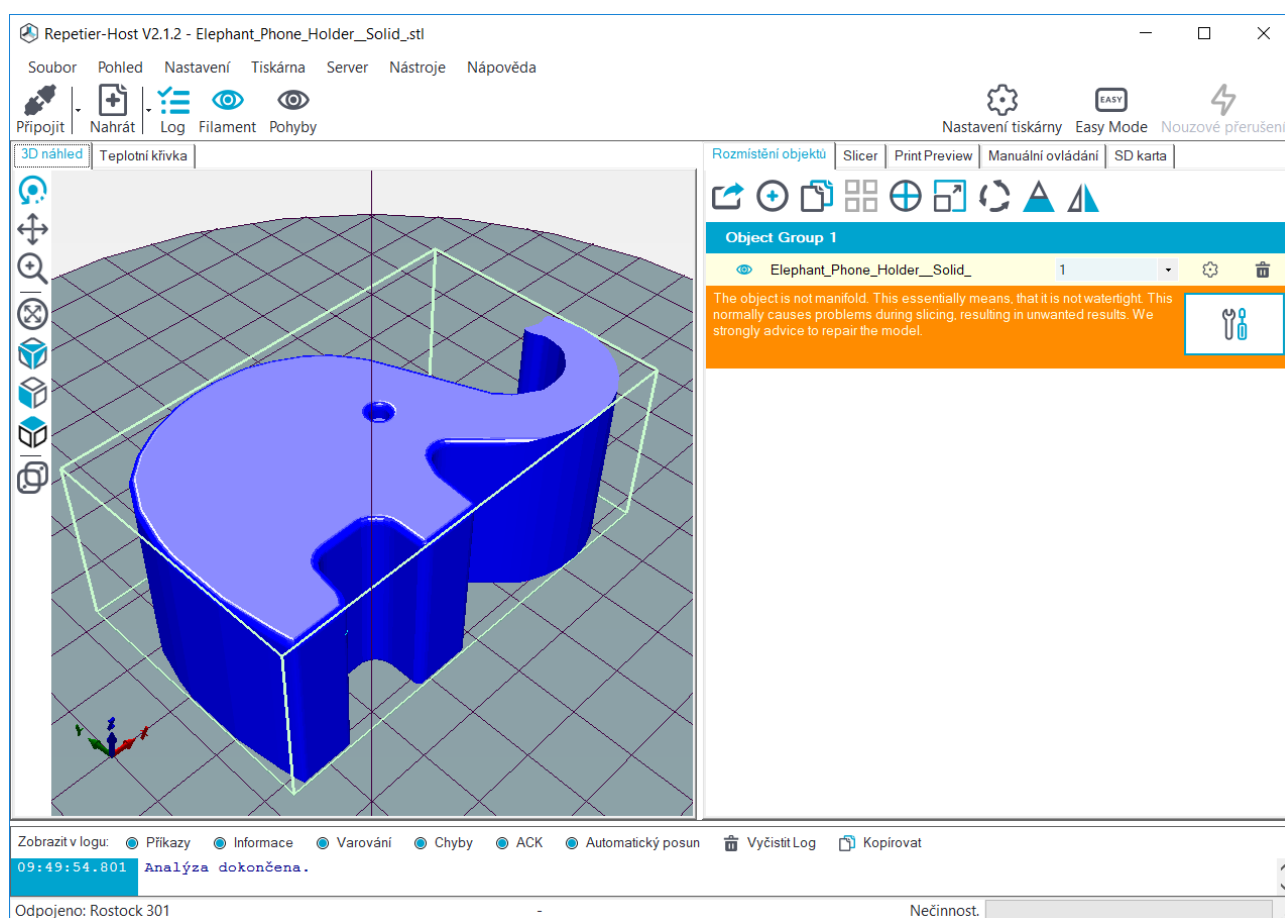 Repetier-Host V2.1.2 - Elephant_Phone_Holder__Solid_.stl
Soubor Pohled Nastavení Tiskárna Server Nástroje Nápověda
EASY
Připojit Nahrát Log Filament Pohyby Nastavení tiskárny Easy Mode Nouzové přerušení
3D náhled Teplotní křivka
Rozmístění objektů Slicer Print Preview Manuální ovládání SD karta
Object Group 1
Elephant_Phone_Holder__Solid_ 1
The object is not manifold. This essentially means, that it is not watertight. This
normally causes problems during slicing, resulting in unwanted results. We
strongly advice to repair the model.
Zobrazit v logu: Příkazy Informace Varování Chyby ACK Automatický posun Vyčistit Log Kopírovat
09:49:54.801 Analýza dokončena.
Odpojeno: Rostock 301 - Nečinnost.